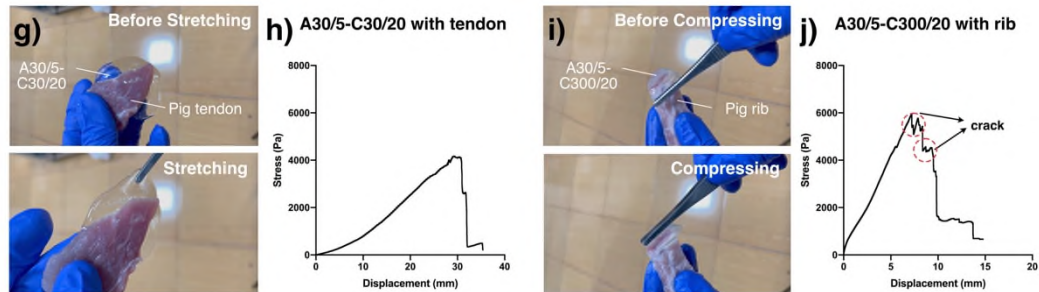 g)
Before Stretching
A30/5-
C30/20
Pig tendon
Stretching
h)
A30/5-C30/20 with tendon
8000
6000
4000
2000
0
Stress (Pa)
0 10 20 30 40
Displacement (mm)
i)
Before Compressing
A30/5-
C300/20
Pig rib
Compressing
j)
A30/5-C300/20 with rib
8000
6000
4000
2000
0
Stress (Pa)
crack
0 5 10 15 20
Displacement (mm)